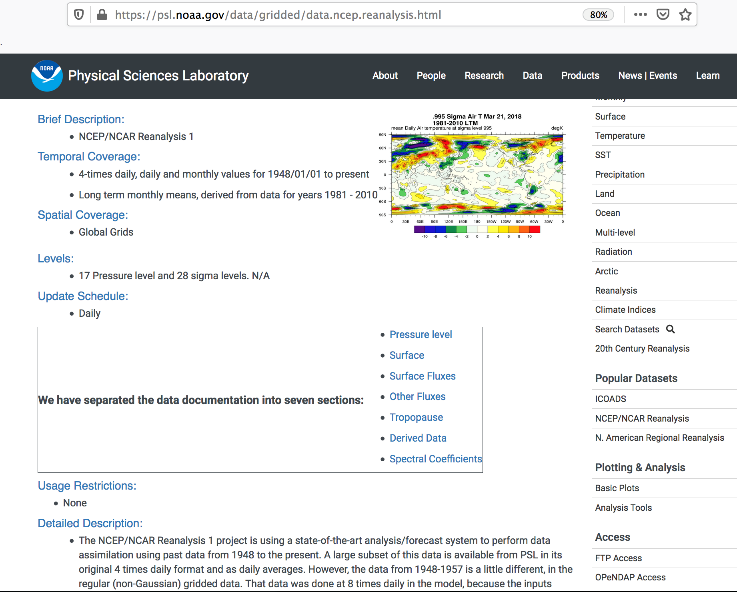 https://psl.noaa.gov/data/gridded/data.ncep.reanalysis.html
80%
NOAA
Physical Sciences Laboratory
About People Research Data Products News | Events Learn
Brief Description:
NCEP/NCAR Reanalysis 1
Temporal Coverage:
4-times daily, daily and monthly values for 1948/01/01 to present
Long term monthly means, derived from data for years 1981 - 2010
Spatial Coverage:
Global Grids
Levels:
17 Pressure level and 28 sigma levels. N/A
Update Schedule:
Daily
.995 Sigma Air T Mar 21, 2018
1981-2010 LTM
mean Daily Air temperature at sigma level 995 degK
We have separated the data documentation into seven sections:
Pressure level
Surface
Surface Fluxes
Other Fluxes
Tropopause
Derived Data
Spectral Coefficients
Usage Restrictions:
None
Detailed Description:
The NCEP/NCAR Reanalysis 1 project is using a state-of-the-art analysis/forecast system to perform data
assimilation using past data from 1948 to the present. A large subset of this data is available from PSL in its
original 4 times daily format and as daily averages. However, the data from 1948-1957 is a little different, in the
regular (non-Gaussian) gridded data. That data was done at 8 times daily in the model, because the inputs
Surface
Temperature
SST
Precipitation
Land
Ocean
Multi-level
Radiation
Arctic
Reanalysis
Climate Indices
Search Datasets
20th Century Reanalysis
Popular Datasets
ICOADS
NCEP/NCAR Reanalysis
N. American Regional Reanalysis
Plotting & Analysis
Basic Plots
Analysis Tools
Access
FTP Access
OPeNDAP Access